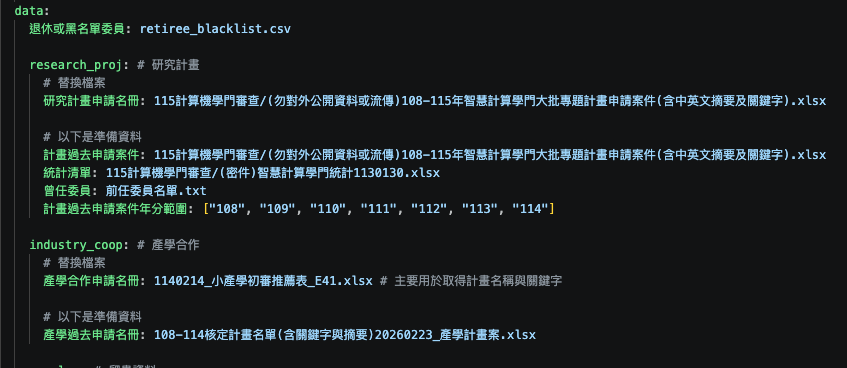 data:
退休或黑名單委員: retiree_blacklist.csv
research_proj: # 研究計畫
# 替換檔案
研究計畫申請名冊: 115計算機學門審查/(勿對外公開資料或流傳)108-115年智慧計算學門大批專題計畫申請案件(含中英文摘要及關鍵字).xlsx
# 以下是準備資料
計畫過去申請案件: 115計算機學門審查/(勿對外公開資料或流傳)108-115年智慧計算學門大批專題計畫申請案件(含中英文摘要及關鍵字).xlsx
統計清單: 115計算機學門審查/(密件)智慧計算學門統計1130130.xlsx
曾任委員: 前任委員名單.txt
計畫過去申請案件年分範圍: ["108", "109", "110", "111", "112", "113", "114"]
industry_coop: # 產學合作
# 替換檔案
產學合作申請名冊: 1140214_小產學初審推薦表_E41.xlsx # 主要用於取得計畫名稱與關鍵字
# 以下是準備資料
產學過去申請名冊: 108-114核定計畫名單(含關鍵字與摘要)20260223_產學計畫案.xlsx